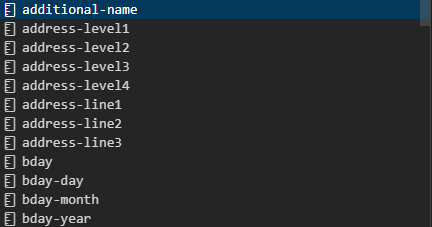 additional-name
address-level1
address-level2
address-level3
address-level4
address-line1
address-line2
address-line3
bday
bday-day
bday-month
bday-year